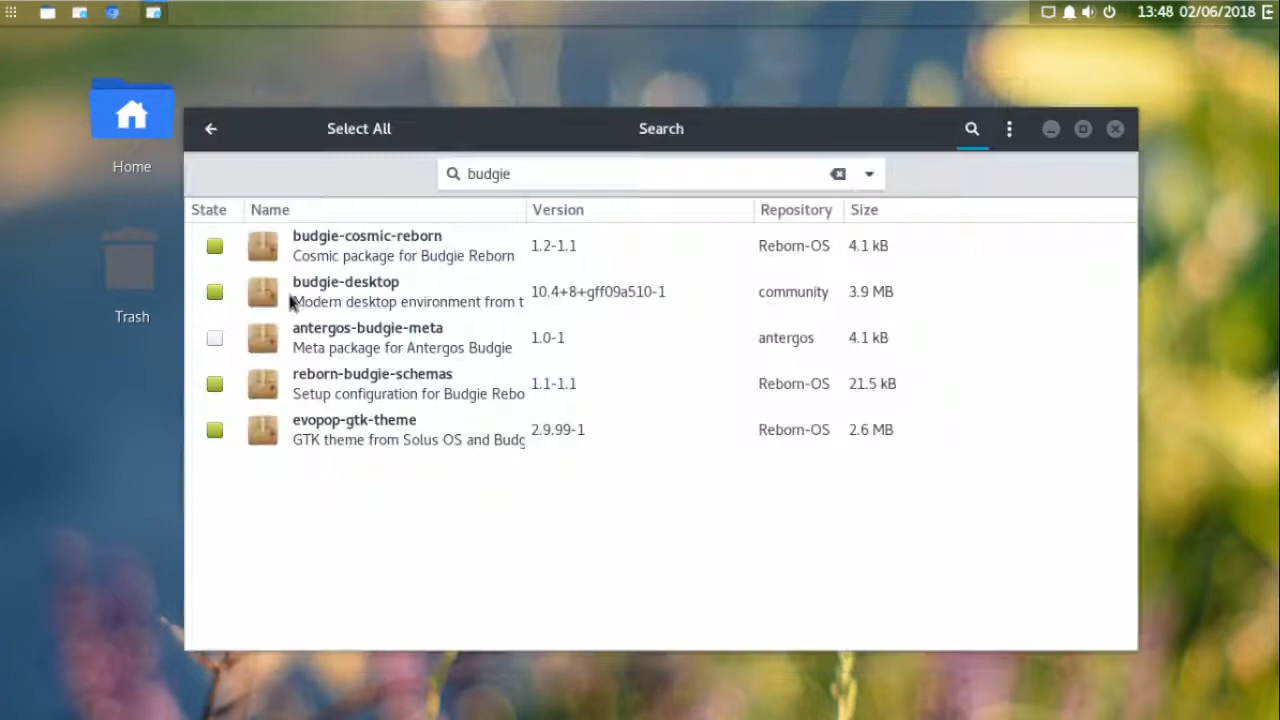 13:48 02/06/2018
Home
Trash
Select All
Search
budgie
State Name Version Repository Size
budgie-cosmic-reborn
Cosmic package for Budgie Reborn
1.2-1.1 Reborn-OS 4.1 kB
budgie-desktop
Modern desktop environment from t
10.4+8+gff09a510-1 community 3.9 MB
antergos-budgie-meta
Meta package for Antergos Budgie
1.0-1 antergos 4.1 kB
reborn-budgie-schemas
Setup configuration for Budgie Rebo
1.1-1.1 Reborn-OS 21.5 kB
evopop-gtk-theme
GTK theme from Solus OS and Budg
2.9.99-1 Reborn-OS 2.6 MB